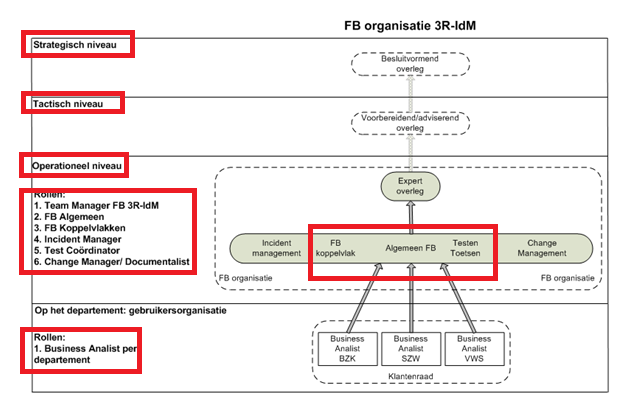 FB organisatie 3R-IdM
Strategisch niveau
Besluitvormend
overleg
Tactisch niveau
Voorbereidend/adviserend
overleg
Operationeel niveau
Expert
overleg
Rollen:
1. Team Manager FB 3R-IdM
2. FB Algemeen
3. FB Koppelvlakken
4. Incident Manager
5. Test Coördinator
6. Change Manager/ Documentalist
Incident
management
FB
koppelvlak
Algemeen FB
Testen
Toetsen
Change
Management
FB organisatie
FB organisatie
Op het departement: gebruikersorganisatie
Rollen:
1. Business Analist per
departement
Business
Analist
BZK
Business
Analist
SZW
Business
Analist
VWS
Klantenraad